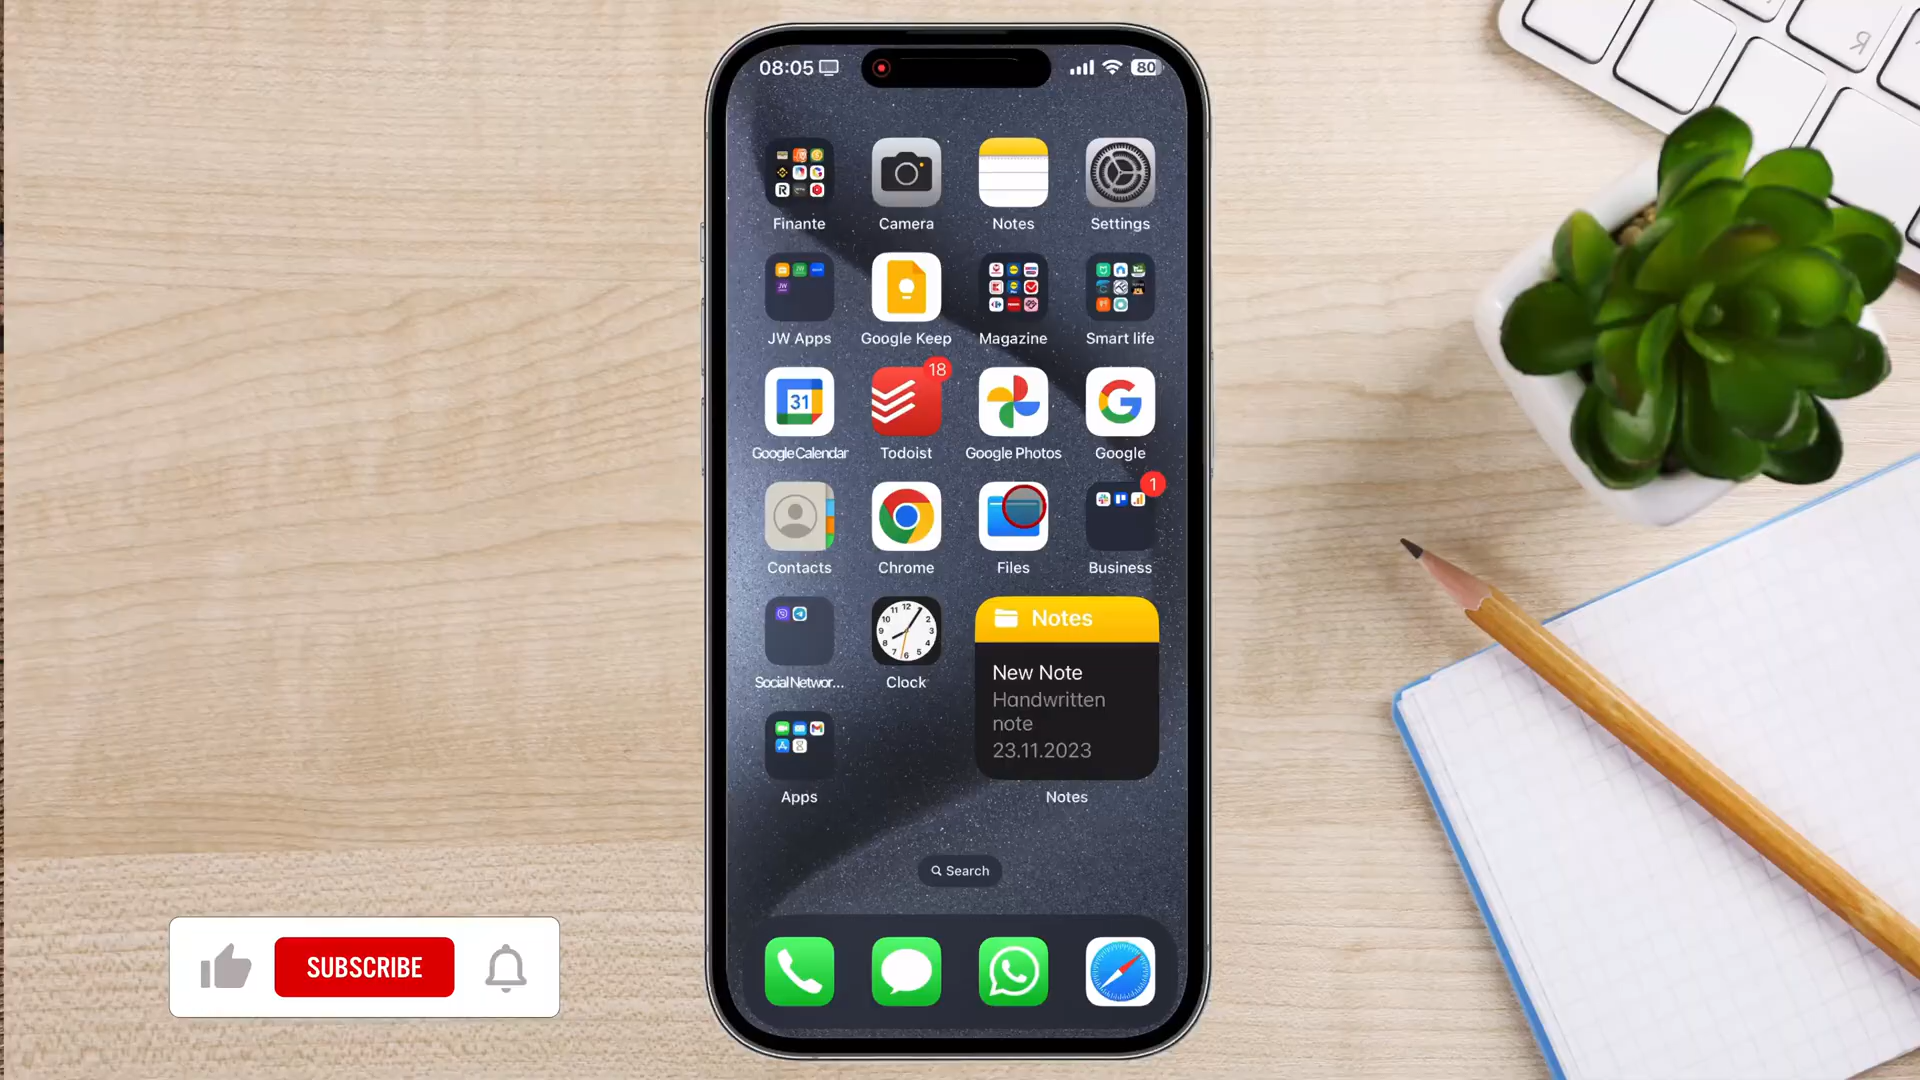 08:05
80
Finante
Camera
Notes
Settings
JW Apps
Google Keep
Magazine
Smart life
31
18
Google Calendar
Todoist
Google Photos
Google
1
Contacts
Chrome
Files
Business
Social Networ...
Clock
Notes
New Note
Handwritten
note
23.11.2023
Apps
Notes
Search
SUBSCRIBE
R